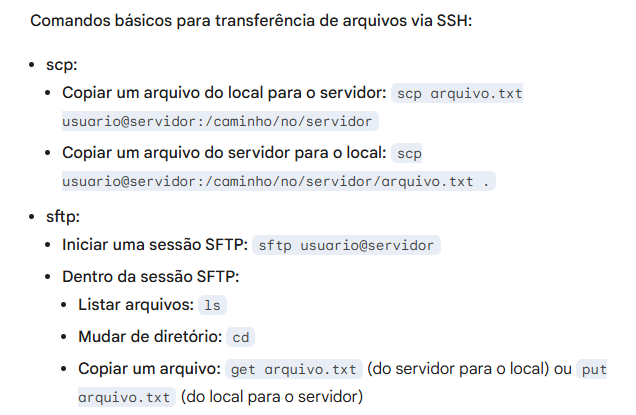 Comandos básicos para transferência de arquivos via SSH:
• scp:
• Copiar um arquivo do local para o servidor: scp arquivo.txt
usuario@servidor:/caminho/no/servidor
• Copiar um arquivo do servidor para o local: scp
usuario@servidor:/caminho/no/servidor/arquivo.txt .
• sftp:
• Iniciar uma sessão SFTP: sftp usuario@servidor
• Dentro da sessão SFTP:
• Listar arquivos: ls
• Mudar de diretório: cd
• Copiar um arquivo: get arquivo.txt (do servidor para o local) ou put
arquivo.txt (do local para o servidor)